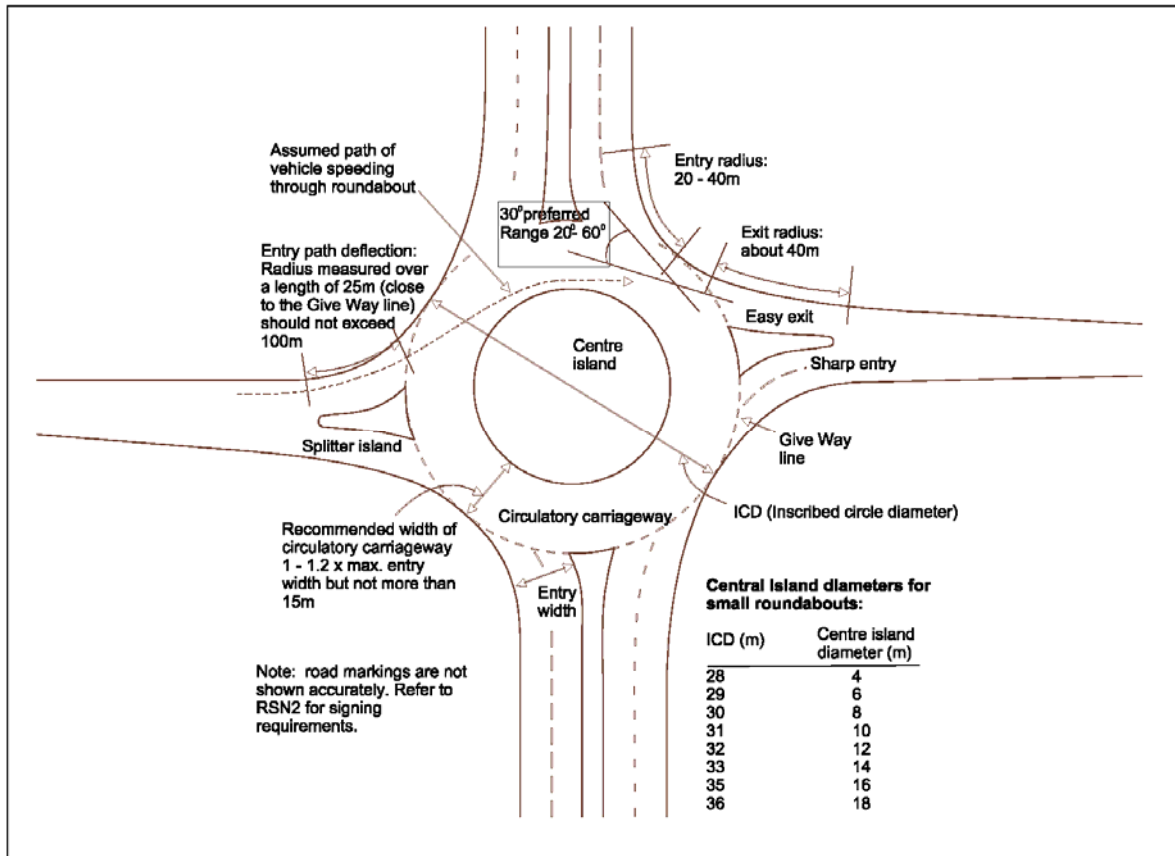 Assumed path of
vehicle speeding
through roundabout
Entry radius:
20 - 40m
30⁰preferred
Range 20⁰- 60⁰
Exit radius:
about 40m
Entry path deflection:
Radius measured over
a length of 25m (close
to the Give Way line)
should not exceed
100m
Easy exit
Centre
island
Sharp entry
Splitter island
Give Way
line
Circulatory carriageway
ICD (Inscribed circle diameter)
Recommended width of
circulatory carriageway
1 - 1.2 x max. entry
width but not more than
15m
Entry
width
Note: road markings are not
shown accurately. Refer to
RSN2 for signing
requirements.
Central Island diameters for
small roundabouts:
ICD (m) Centre island
diameter (m)
28 4
29 6
30 8
31 10
32 12
33 14
35 16
36 18